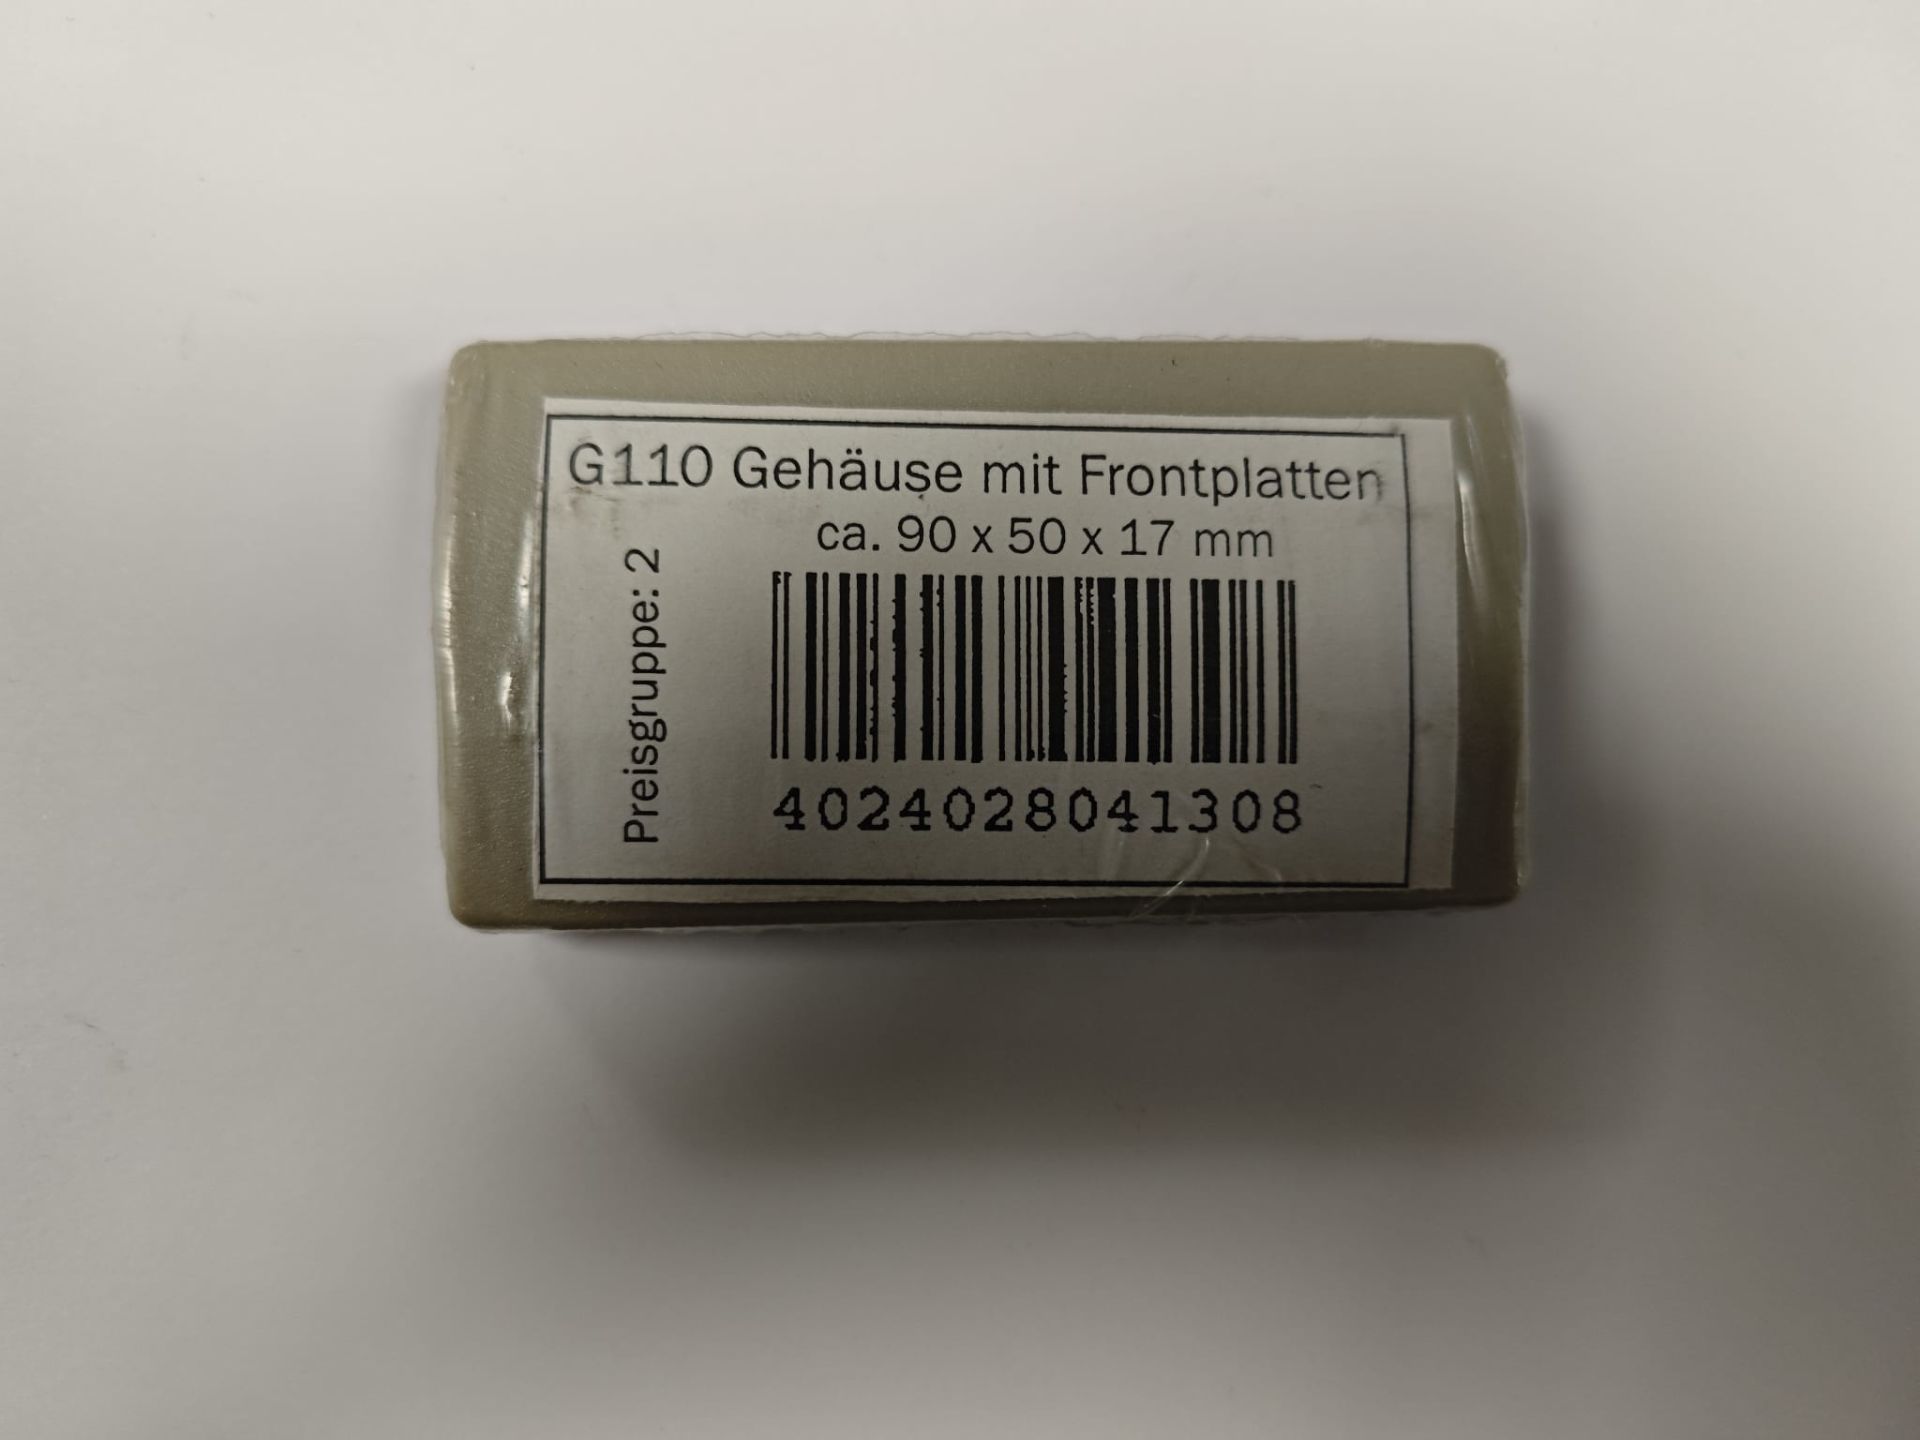 G110 Gehäuse mit Frontplatten
ca. 90 x 50 x 17 mm
Preisgruppe: 2
4024028041308